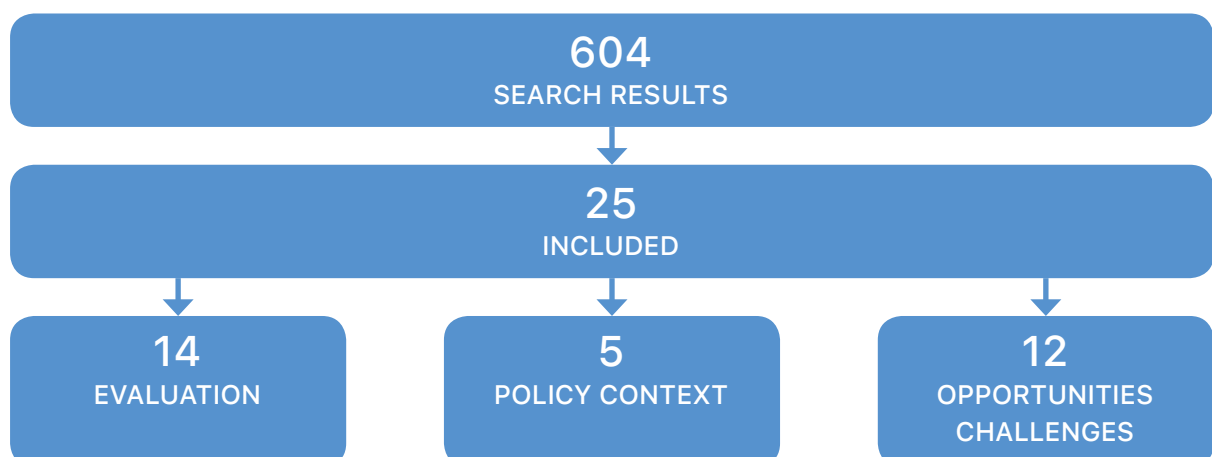 604
SEARCH RESULTS
25
INCLUDED
14
EVALUATION
5
POLICY CONTEXT
12
OPPORTUNITIES
CHALLENGES